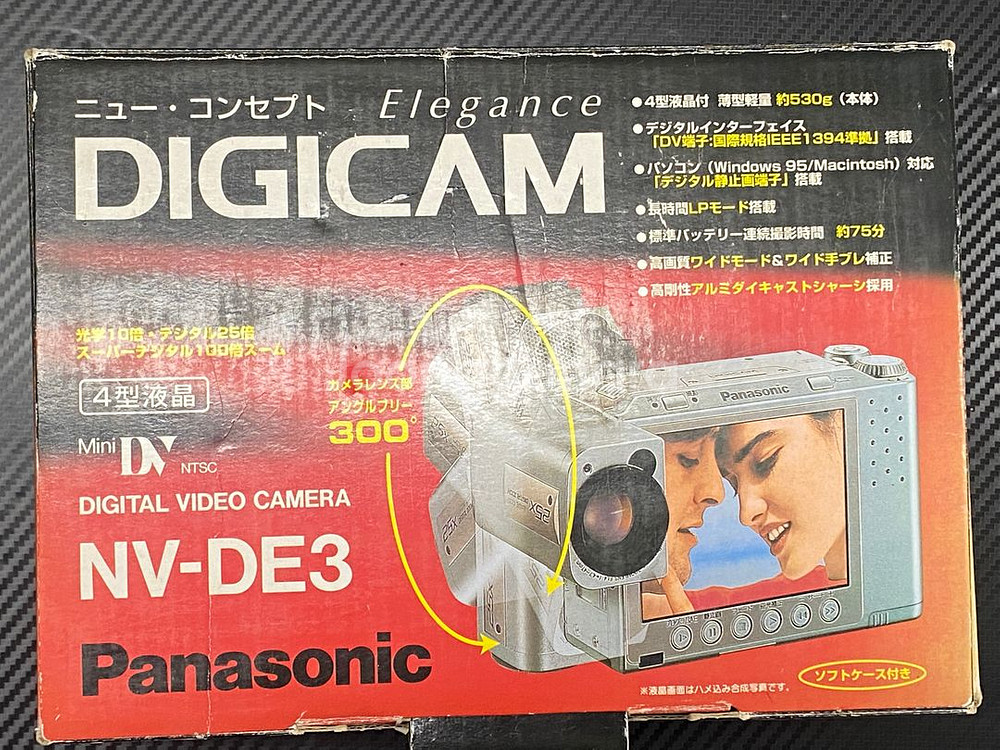 ニュー・コンセプト Elegance
DIGICAM
●4型液晶付 薄型軽量 約530g（本体）
●デジタルインターフェイス
「DV端子:国際規格IEEE1394準拠」搭載
●パソコン（Windows 95/Macintosh）対応
「デジタル静止画端子」搭載
●長時間LPモード搭載
●標準バッテリー連続撮影時間 約75分
●高画質ワイドモード&ワイド手ブレ補正
●高剛性アルミダイキャストシャーシ採用
光学10倍・デジタル25倍
スーパーデジタル100倍ズーム
4型液晶
カメラレンズ部
アングルフリー
300°
Mini DV NTSC
DIGITAL VIDEO CAMERA
NV-DE3
Panasonic
Panasonic
25X
25X
ソフトケース付き
※液晶画面はハメ込み合成写真です。